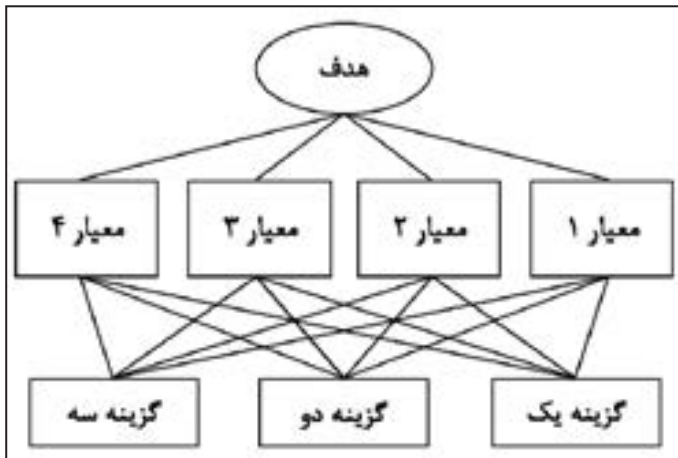 هدف
معیار ۱
معیار ۲
معیار ۳
معیار ۴
گزینه یک
گزینه دو
گزینه سه